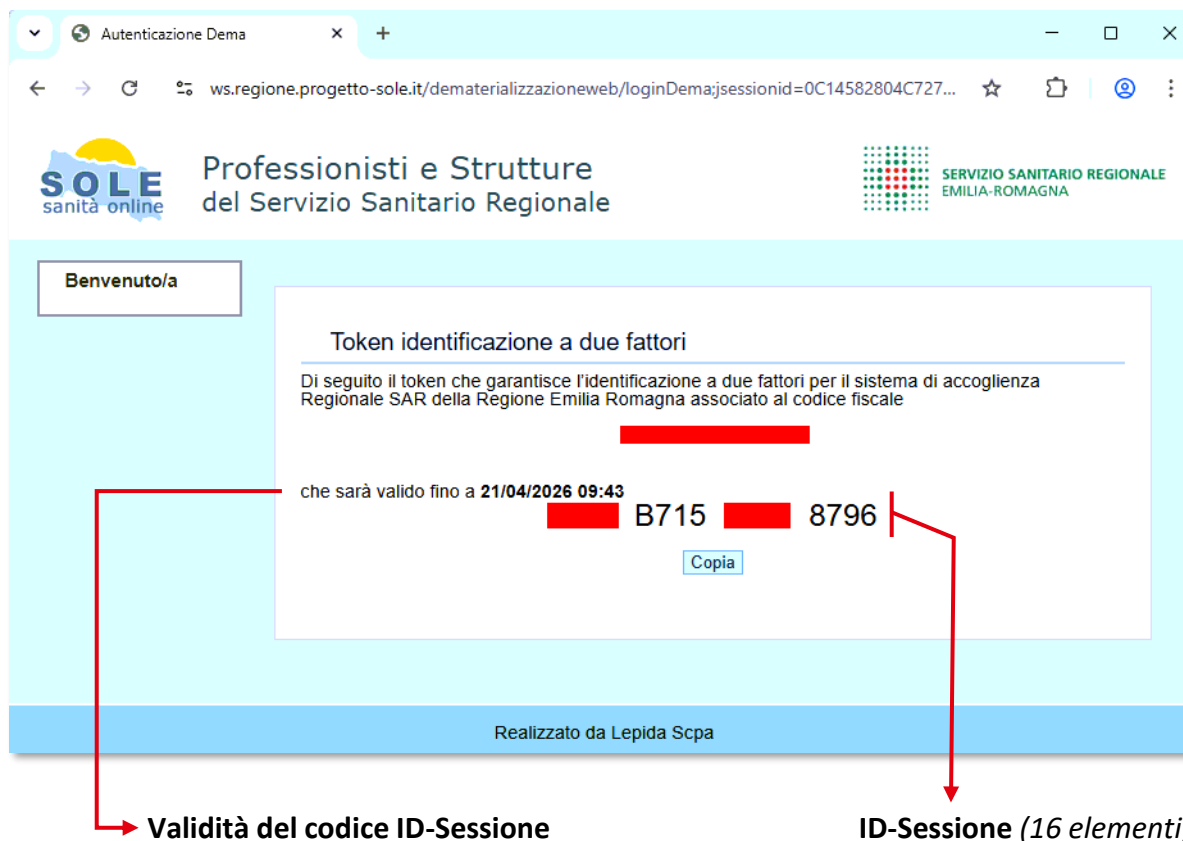 Autenticazione Dema
ws.regione.progetto-sole.it/dematerializzazioneweb/loginDema;jsessionid=0C14582804C727...
SOLE
sanità online
Professionisti e Strutture
del Servizio Sanitario Regionale
SERVIZIO SANITARIO REGIONALE
EMILIA-ROMAGNA
Benvenuto/a
Token identificazione a due fattori
Di seguito il token che garantisce l'identificazione a due fattori per il sistema di accoglienza
Regionale SAR della Regione Emilia Romagna associato al codice fiscale
che sarà valido fino a 21/04/2026 09:43
B715 8796
Copia
Realizzato da Lepida Scpa
Validità del codice ID-Sessione
ID-Sessione (16 elementi)